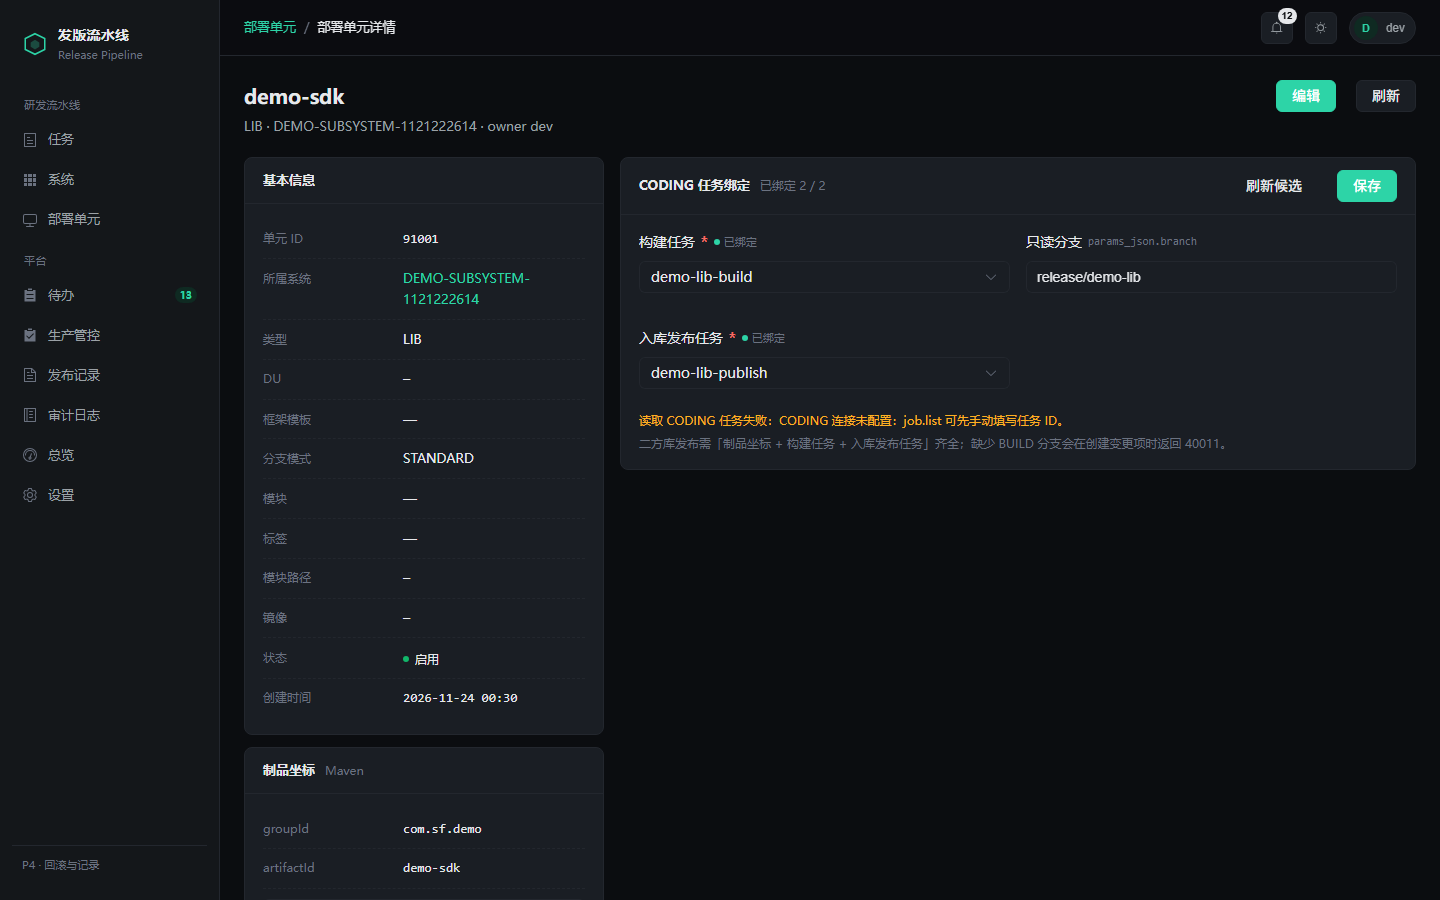 发版流水线
Release Pipeline
研发流水线
任务
系统
部署单元
平台
待办
13
生产管控
发布记录
审计日志
总览
设置
P4 · 回滚与记录
部署单元 / 部署单元详情
12
D dev
demo-sdk
LIB · DEMO-SUBSYSTEM-1121222614 · owner dev
编辑
刷新
基本信息
单元 ID 91001
所属系统 DEMO-SUBSYSTEM-
1121222614
类型 LIB
DU –
框架模板 —
分支模式 STANDARD
模块 —
标签 —
模块路径 –
镜像 –
状态 启用
创建时间 2026-11-24 00:30
制品坐标 Maven
groupId com.sf.demo
artifactId demo-sdk
CODING 任务绑定 已绑定 2 / 2
刷新候选
保存
构建任务 * 已绑定
demo-lib-build
只读分支 params_json.branch
release/demo-lib
入库发布任务 * 已绑定
demo-lib-publish
读取 CODING 任务失败：CODING 连接未配置：job.list 可先手动填写任务 ID。
二方库发布需「制品坐标 + 构建任务 + 入库发布任务」齐全；缺少 BUILD 分支会在创建变更项时返回 40011。